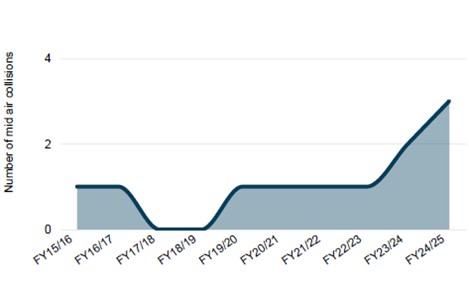 Number of mid air collisions
4
2
0
FY15/16
FY16/17
FY17/18
FY18/19
FY19/20
FY20/21
FY21/22
FY22/23
FY23/24
FY24/25